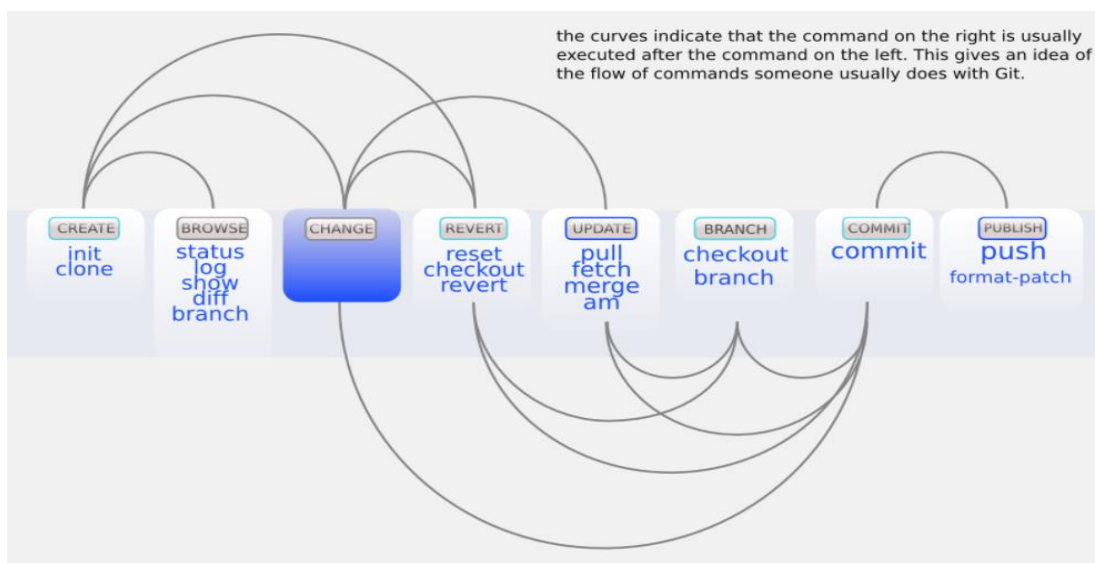 the curves indicate that the command on the right is usually
executed after the command on the left. This gives an idea of
the flow of commands someone usually does with Git.
CREATE
init
clone
BROWSE
status
log
show
diff
branch
CHANGE
REVERT
reset
checkout
revert
UPDATE
pull
fetch
merge
am
BRANCH
checkout
branch
COMMIT
commit
PUBLISH
push
format-patch